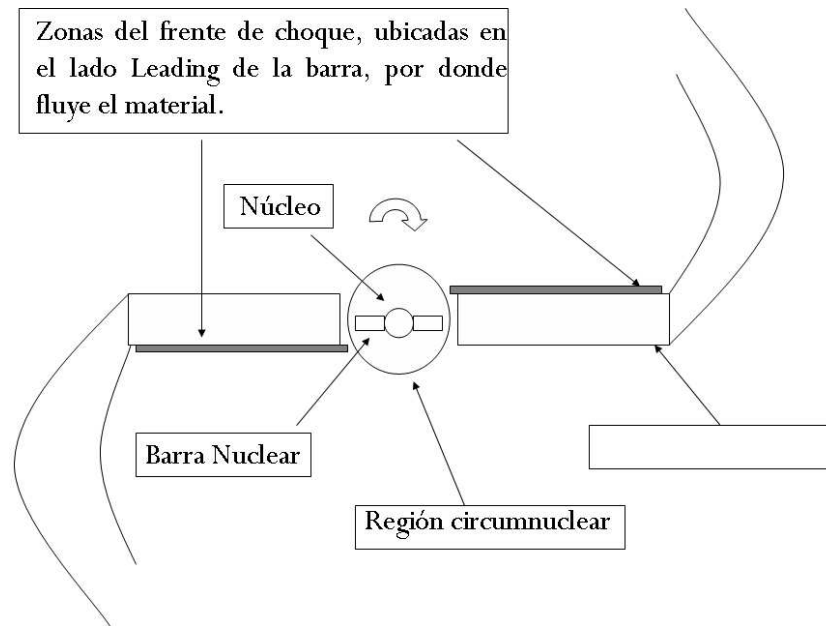 Zonas del frente de choque, ubicadas en
el lado Leading de la barra, por donde
fluye el material.
Núcleo
Barra Nuclear
Región circumnuclear